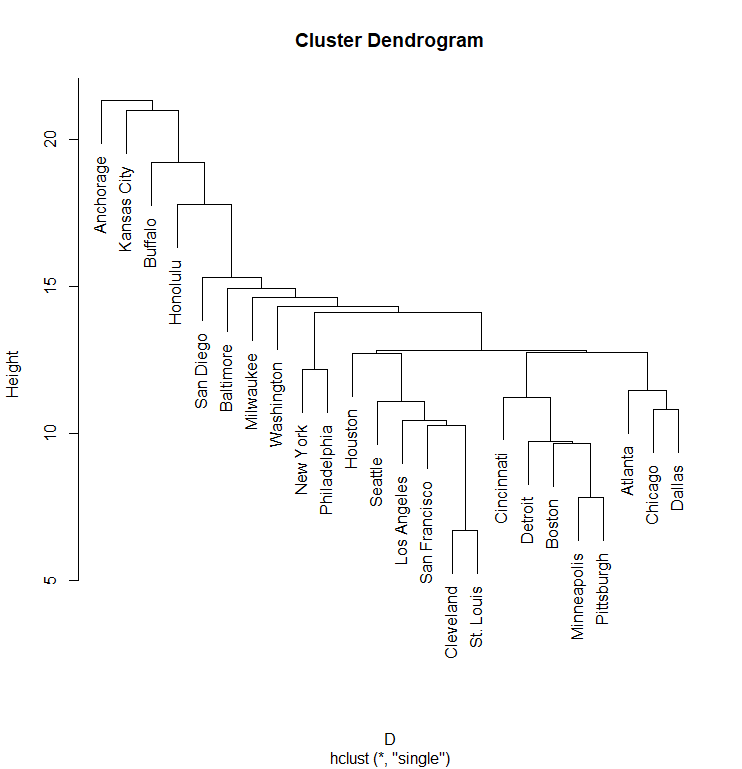 Cluster Dendrogram
Height
20
15
10
5
Anchorage
Kansas City
Buffalo
Honolulu
San Diego
Baltimore
Milwaukee
Washington
New York
Philadelphia
Houston
Seattle
Los Angeles
San Francisco
Cleveland
St. Louis
Cincinnati
Detroit
Boston
Minneapolis
Pittsburgh
Atlanta
Chicago
Dallas
D
hclust (*, "single")